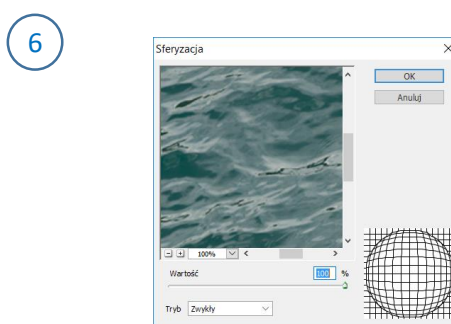 6
Sferyzacja
OK
Anuluj
100%
Wartość 100 %
Tryb Zwykły